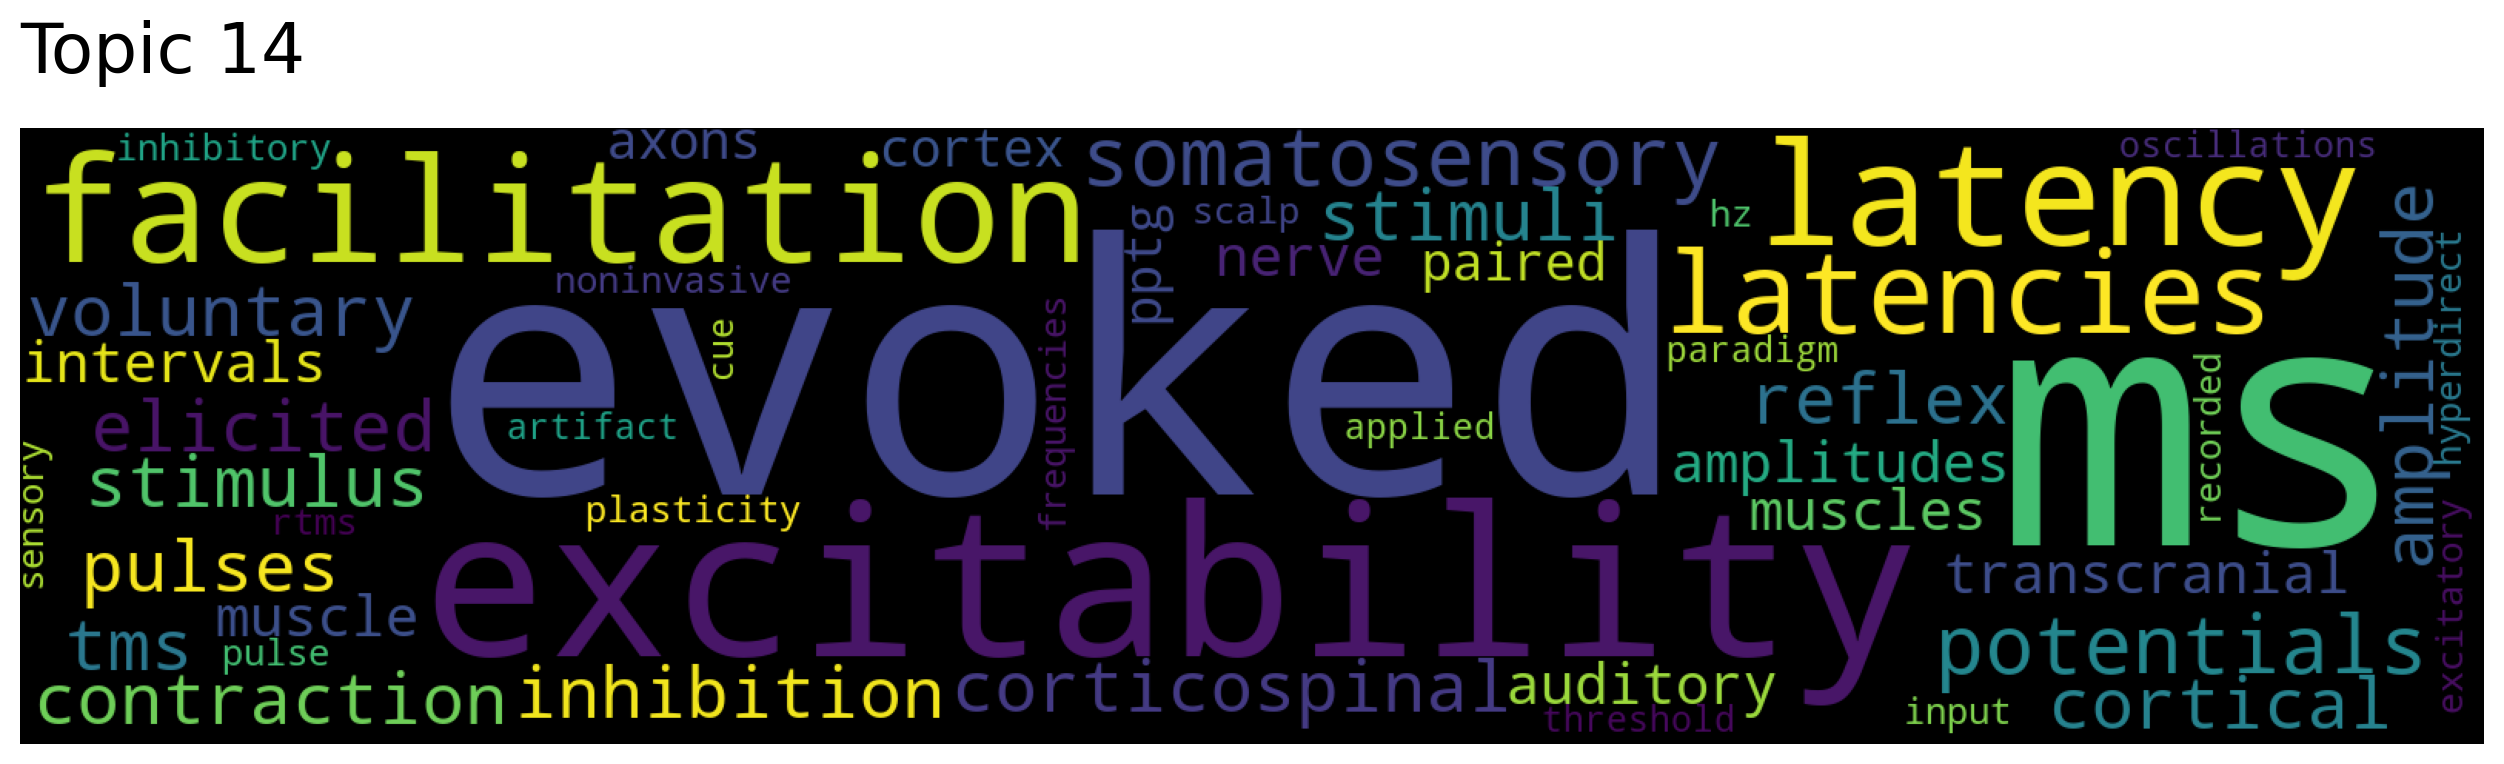 Topic 14
inhibitory
axons
cortex
somatosensory
oscillations
facilitation
latency
pptg
scalp
stimuli
hz
amplitude
hyperdirect
nerve
paired
noninvasive
latencies
voluntary
evoked
cue
frequencies
intervals
paradigm
ms
recorded
elicited
artifact
applied
reflex
sensory
stimulus
amplitudes
plasticity
muscles
rtms
excitability
excitatory
pulses
transcranial
muscle
tms
pulse
potentials
contraction
inhibition
corticospinal
auditory
threshold
input
cortical